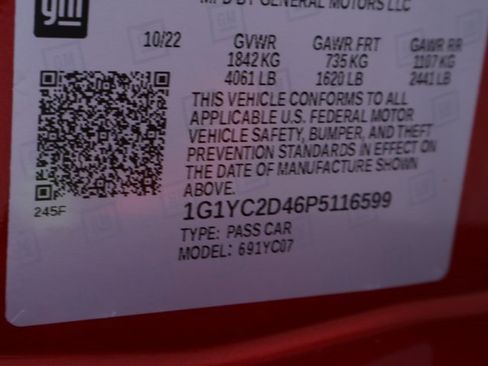 MFD BY GENERAL MOTORS LLC
gm
10/22 GVWR GAWR FRT GAWR RR
1842 KG 735 KG 1107 KG
4061 LB 1620 LB 2441 LB
THIS VEHICLE CONFORMS TO ALL
APPLICABLE U.S. FEDERAL MOTOR
VEHICLE SAFETY, BUMPER, AND THEFT
PREVENTION STANDARDS IN EFFECT ON
THE DATE OF MANUFACTURE SHOWN
ABOVE.
245F
1G1YC2D46P5116599
TYPE: PASS CAR
MODEL: 691YC07